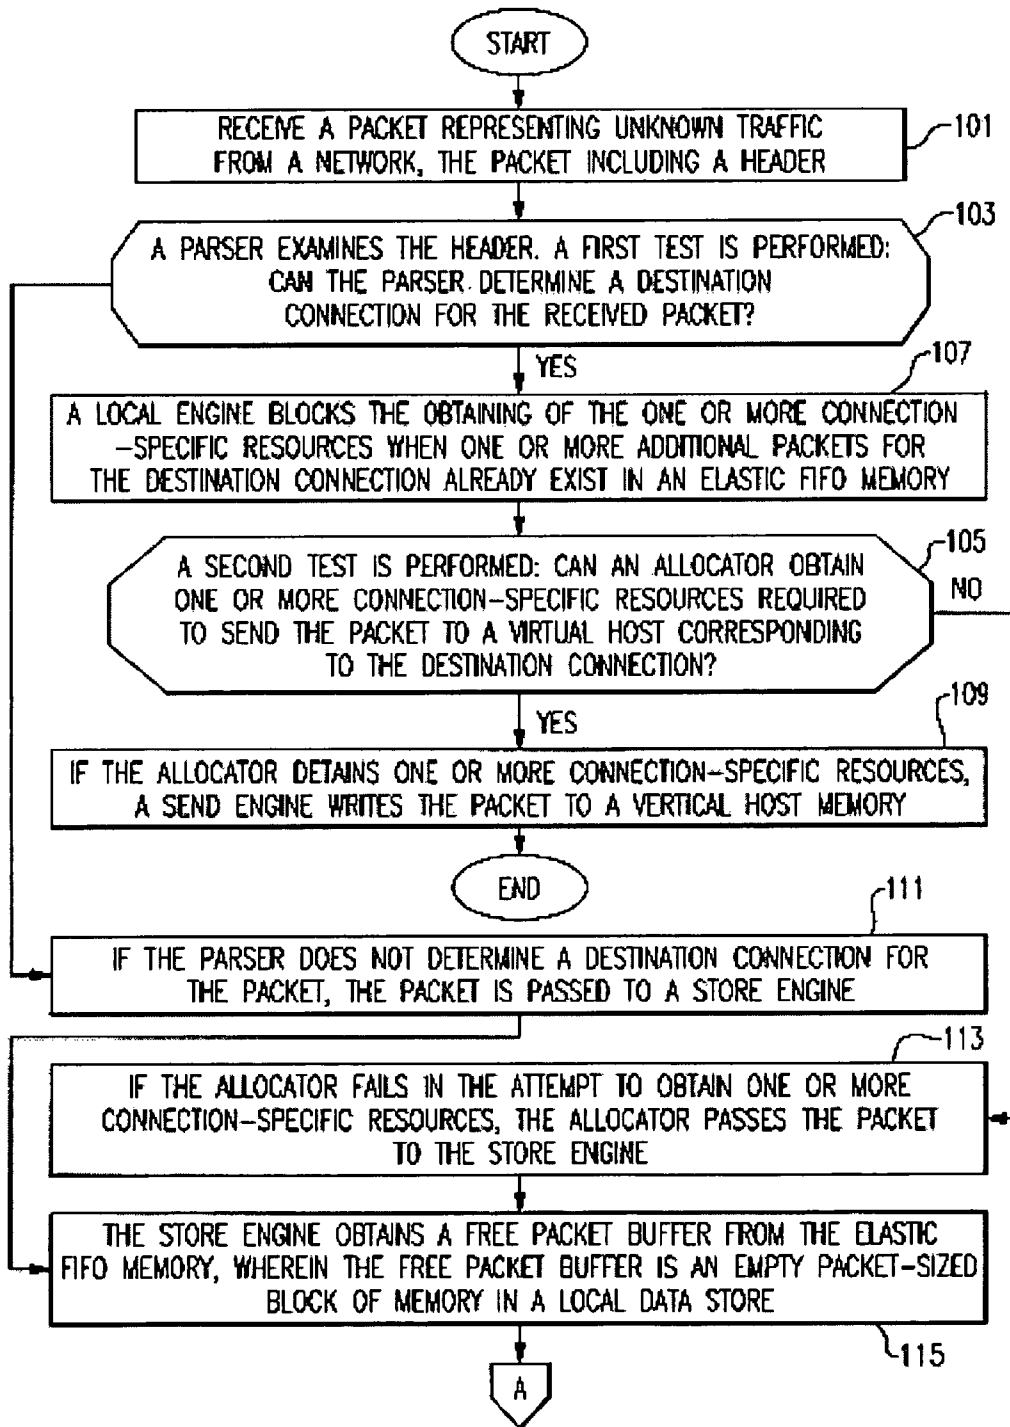 START
RECEIVE A PACKET REPRESENTING UNKNOWN TRAFFIC
FROM A NETWORK, THE PACKET INCLUDING A HEADER
101
A PARSER EXAMINES THE HEADER. A FIRST TEST IS PERFORMED:
CAN THE PARSER DETERMINE A DESTINATION
CONNECTION FOR THE RECEIVED PACKET?
103
YES
107
A LOCAL ENGINE BLOCKS THE OBTAINING OF THE ONE OR MORE CONNECTION
-SPECIFIC RESOURCES WHEN ONE OR MORE ADDITIONAL PACKETS FOR
THE DESTINATION CONNECTION ALREADY EXIST IN AN ELASTIC FIFO MEMORY
105
A SECOND TEST IS PERFORMED: CAN AN ALLOCATOR OBTAIN
ONE OR MORE CONNECTION-SPECIFIC RESOURCES REQUIRED
TO SEND THE PACKET TO A VIRTUAL HOST CORRESPONDING
TO THE DESTINATION CONNECTION?
NO
YES
109
IF THE ALLOCATOR DETAINS ONE OR MORE CONNECTION-SPECIFIC RESOURCES,
A SEND ENGINE WRITES THE PACKET TO A VERTICAL HOST MEMORY
END
111
IF THE PARSER DOES NOT DETERMINE A DESTINATION CONNECTION FOR
THE PACKET, THE PACKET IS PASSED TO A STORE ENGINE
113
IF THE ALLOCATOR FAILS IN THE ATTEMPT TO OBTAIN ONE OR MORE
CONNECTION-SPECIFIC RESOURCES, THE ALLOCATOR PASSES THE PACKET
TO THE STORE ENGINE
THE STORE ENGINE OBTAINS A FREE PACKET BUFFER FROM THE ELASTIC
FIFO MEMORY, WHEREIN THE FREE PACKET BUFFER IS AN EMPTY PACKET-SIZED
BLOCK OF MEMORY IN A LOCAL DATA STORE
115
A